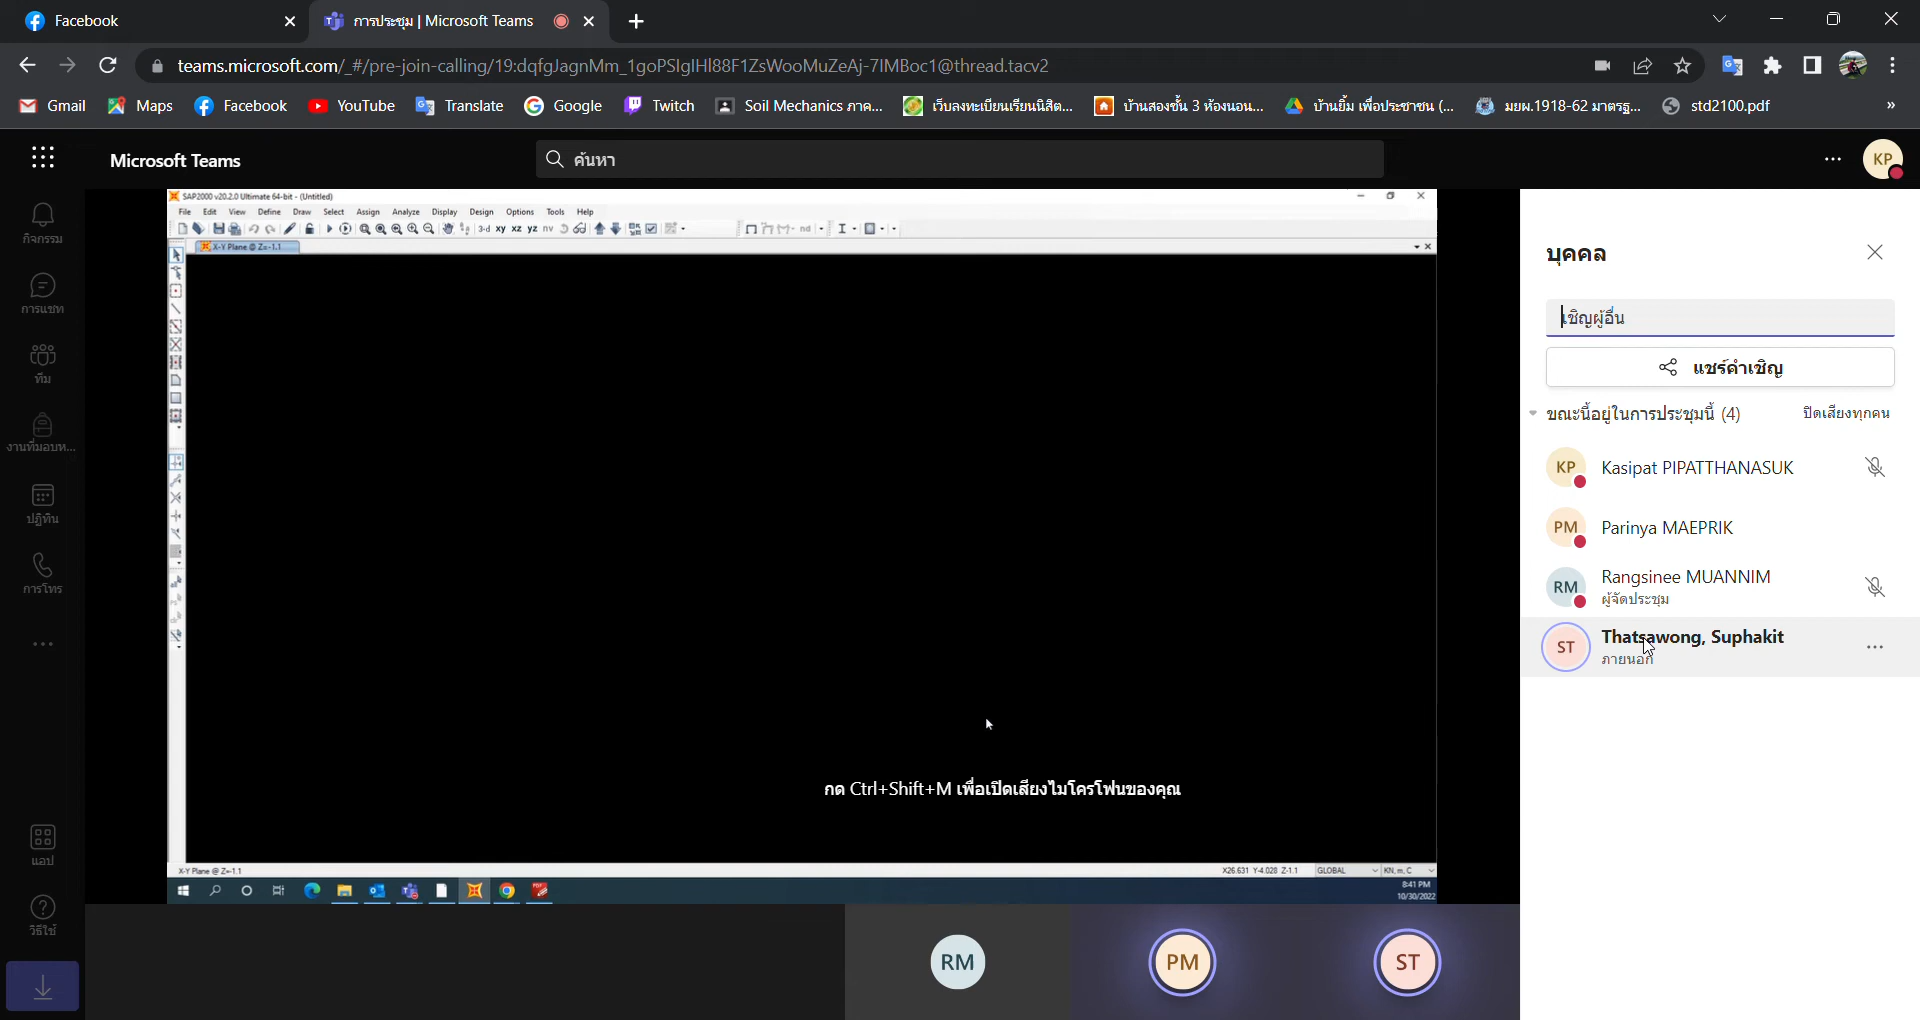 Facebook
การประชุม | Microsoft Teams
teams.microsoft.com/_#/pre-join-calling/19:dqfgJagnMm_1goPSIgIHI88F1ZsWooMuZeAj-7IMBoc1@thread.tacv2
Gmail
Maps
Facebook
YouTube
Translate
Google
Twitch
Soil Mechanics ภาค...
เว็บลงทะเบียนเรียนนิสิต...
บ้านสองชั้น 3 ห้องนอน...
บ้านยิ้ม เพื่อประชาชน (...
มยผ.1918-62 มาตรฐ...
std2100.pdf
»
Microsoft Teams
ค้นหา
KP
กิจกรรม
การแชท
ทีม
งานที่มอบห...
ปฏิทิน
การโทร
แอป
วิธีใช้
SAP2000 v20.2.0 Ultimate 64-bit - (Untitled)
File Edit View Define Draw Select Assign Analyze Display Design Options Tools Help
3-d xy xz yz nv
nd
X-Y Plane @ Z=-1.1
กด Ctrl+Shift+M เพื่อเปิดเสียงไมโครโฟนของคุณ
X-Y Plane @ Z=-1.1
X26.631 Y-4.028 Z-1.1
GLOBAL
KN, m, C
8:41 PM
10/30/2022
RM
PM
ST
บุคคล
เชิญผู้อื่น
แชร์คำเชิญ
ขณะนี้อยู่ในการประชุมนี้ (4)
ปิดเสียงทุกคน
KP
Kasipat PIPATTHANASUK
PM
Parinya MAEPRIK
RM
Rangsinee MUANNIM
ผู้จัดประชุม
ST
Thatsawong, Suphakit
ภายนอก